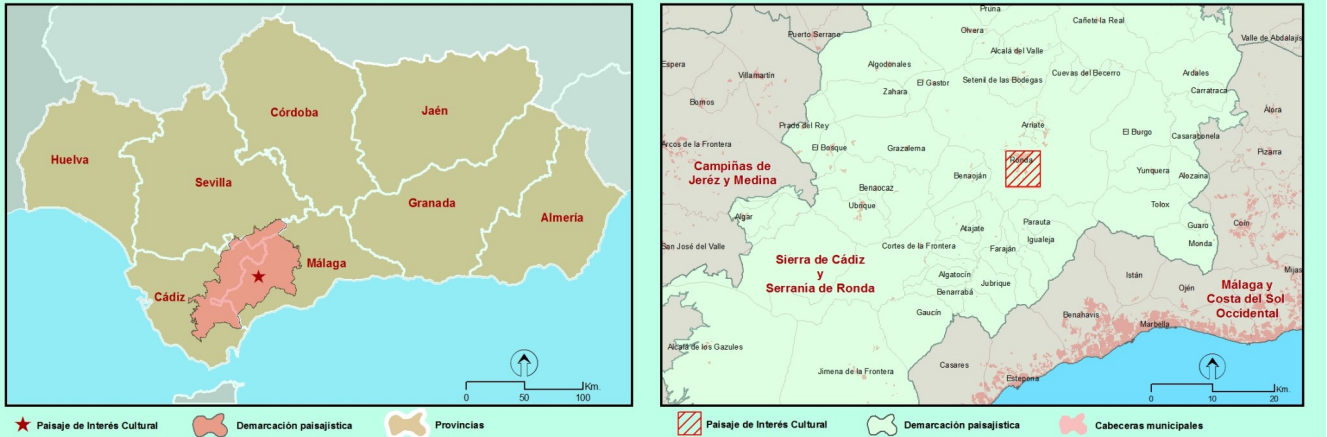 Huelva
Sevilla
Córdoba
Jaén
Granada
Almería
Málaga
Cádiz
0 50 100 Km.
Paisaje de Interés Cultural
Demarcación paisajística
Provincias
Pruna
Cañete la Real
Olvera
Puerto Serrano
Alcalá del Valle
Valle de Abdalajís
Espera
Villamartín
Algodonales
El Gastor
Setenil de las Bodegas
Cuevas del Becerro
Ardales
Zahara
Carratraca
Bornos
Álora
Prado del Rey
Arriate
El Burgo
Casarabonela
Arcos de la Frontera
El Bosque
Grazalema
Pizarra
Campiñas de
Jeréz y Medina
Ronda
Benaoján
Yunquera
Alozaina
Benaocaz
Ubrique
Tolox
Algar
Parauta
Coín
Atajate
Guaro
San José del Valle
Cortes de la Frontera
Faraján
Igualeja
Monda
Sierra de Cádiz
y
Serranía de Ronda
Mijas
Algatocín
Istán
Jubrique
Ojén
Benarrabá
Málaga y
Costa del Sol
Occidental
Gaucín
Benahavis
Marbella
Alcalá de los Gazules
Casares
Jimena de la Frontera
Estepona
0 10 20 Km.
Paisaje de Interés Cultural
Demarcación paisajística
Cabeceras municipales